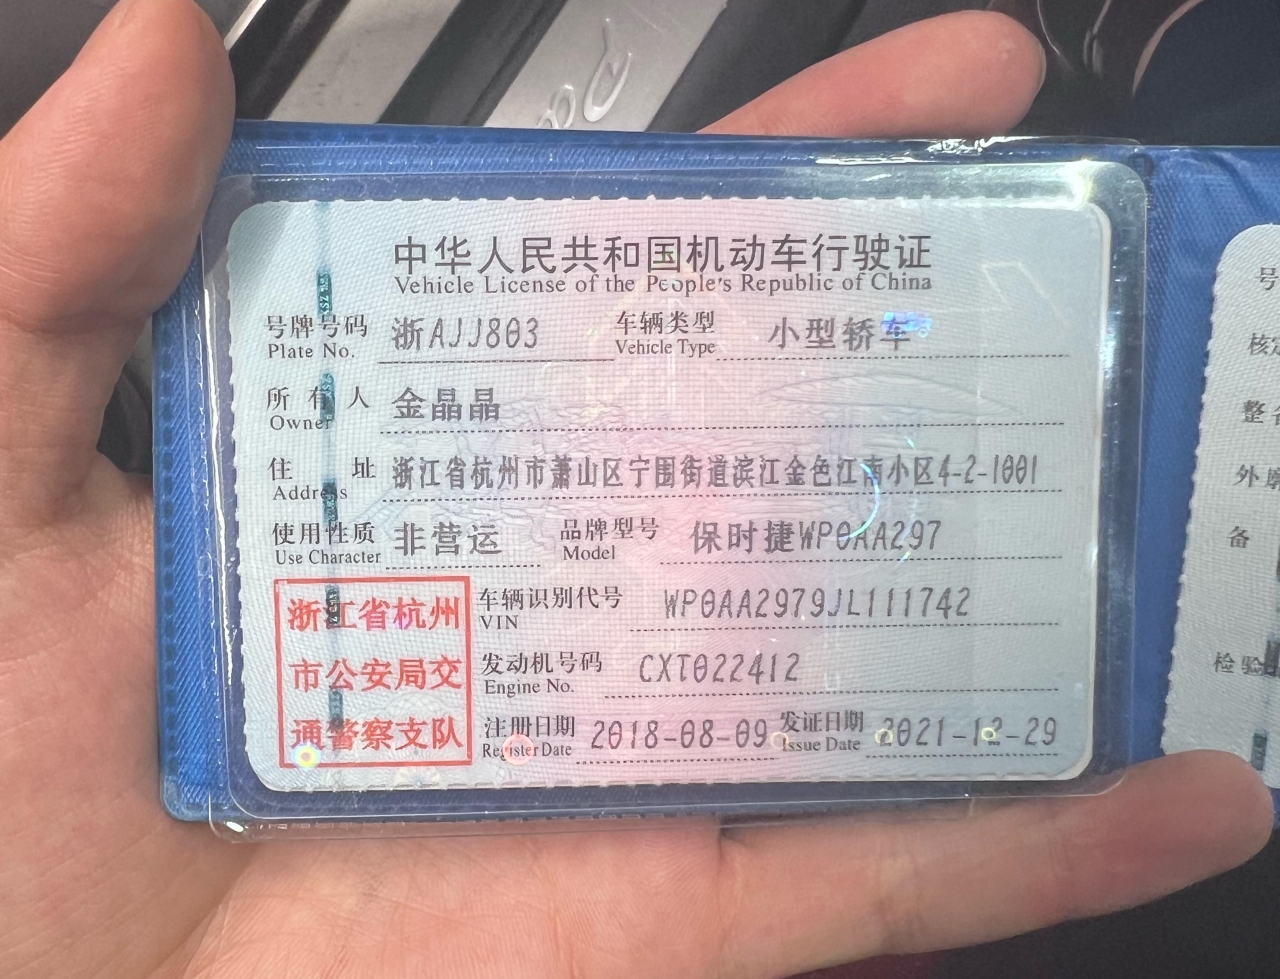 中华人民共和国机动车行驶证
Vehicle License of the People's Republic of China
号牌号码 浙AJJ803 车辆类型 小型轿车
Plate No. Vehicle Type
所有人 金晶晶
Owner
住址 浙江省杭州市萧山区宁围街道滨江金色江南小区4-2-1001
Address
使用性质 非营运 品牌型号 保时捷WP0AA297
Use Character Model
浙江省杭州市公安局交通警察支队
车辆识别代号 WP0AA2979JL111742
VIN
发动机号码 CXT022412
Engine No.
注册日期 2018-08-09 发证日期 2021-12-29
Register Date Issue Date
号
核定
整
外
备
检验